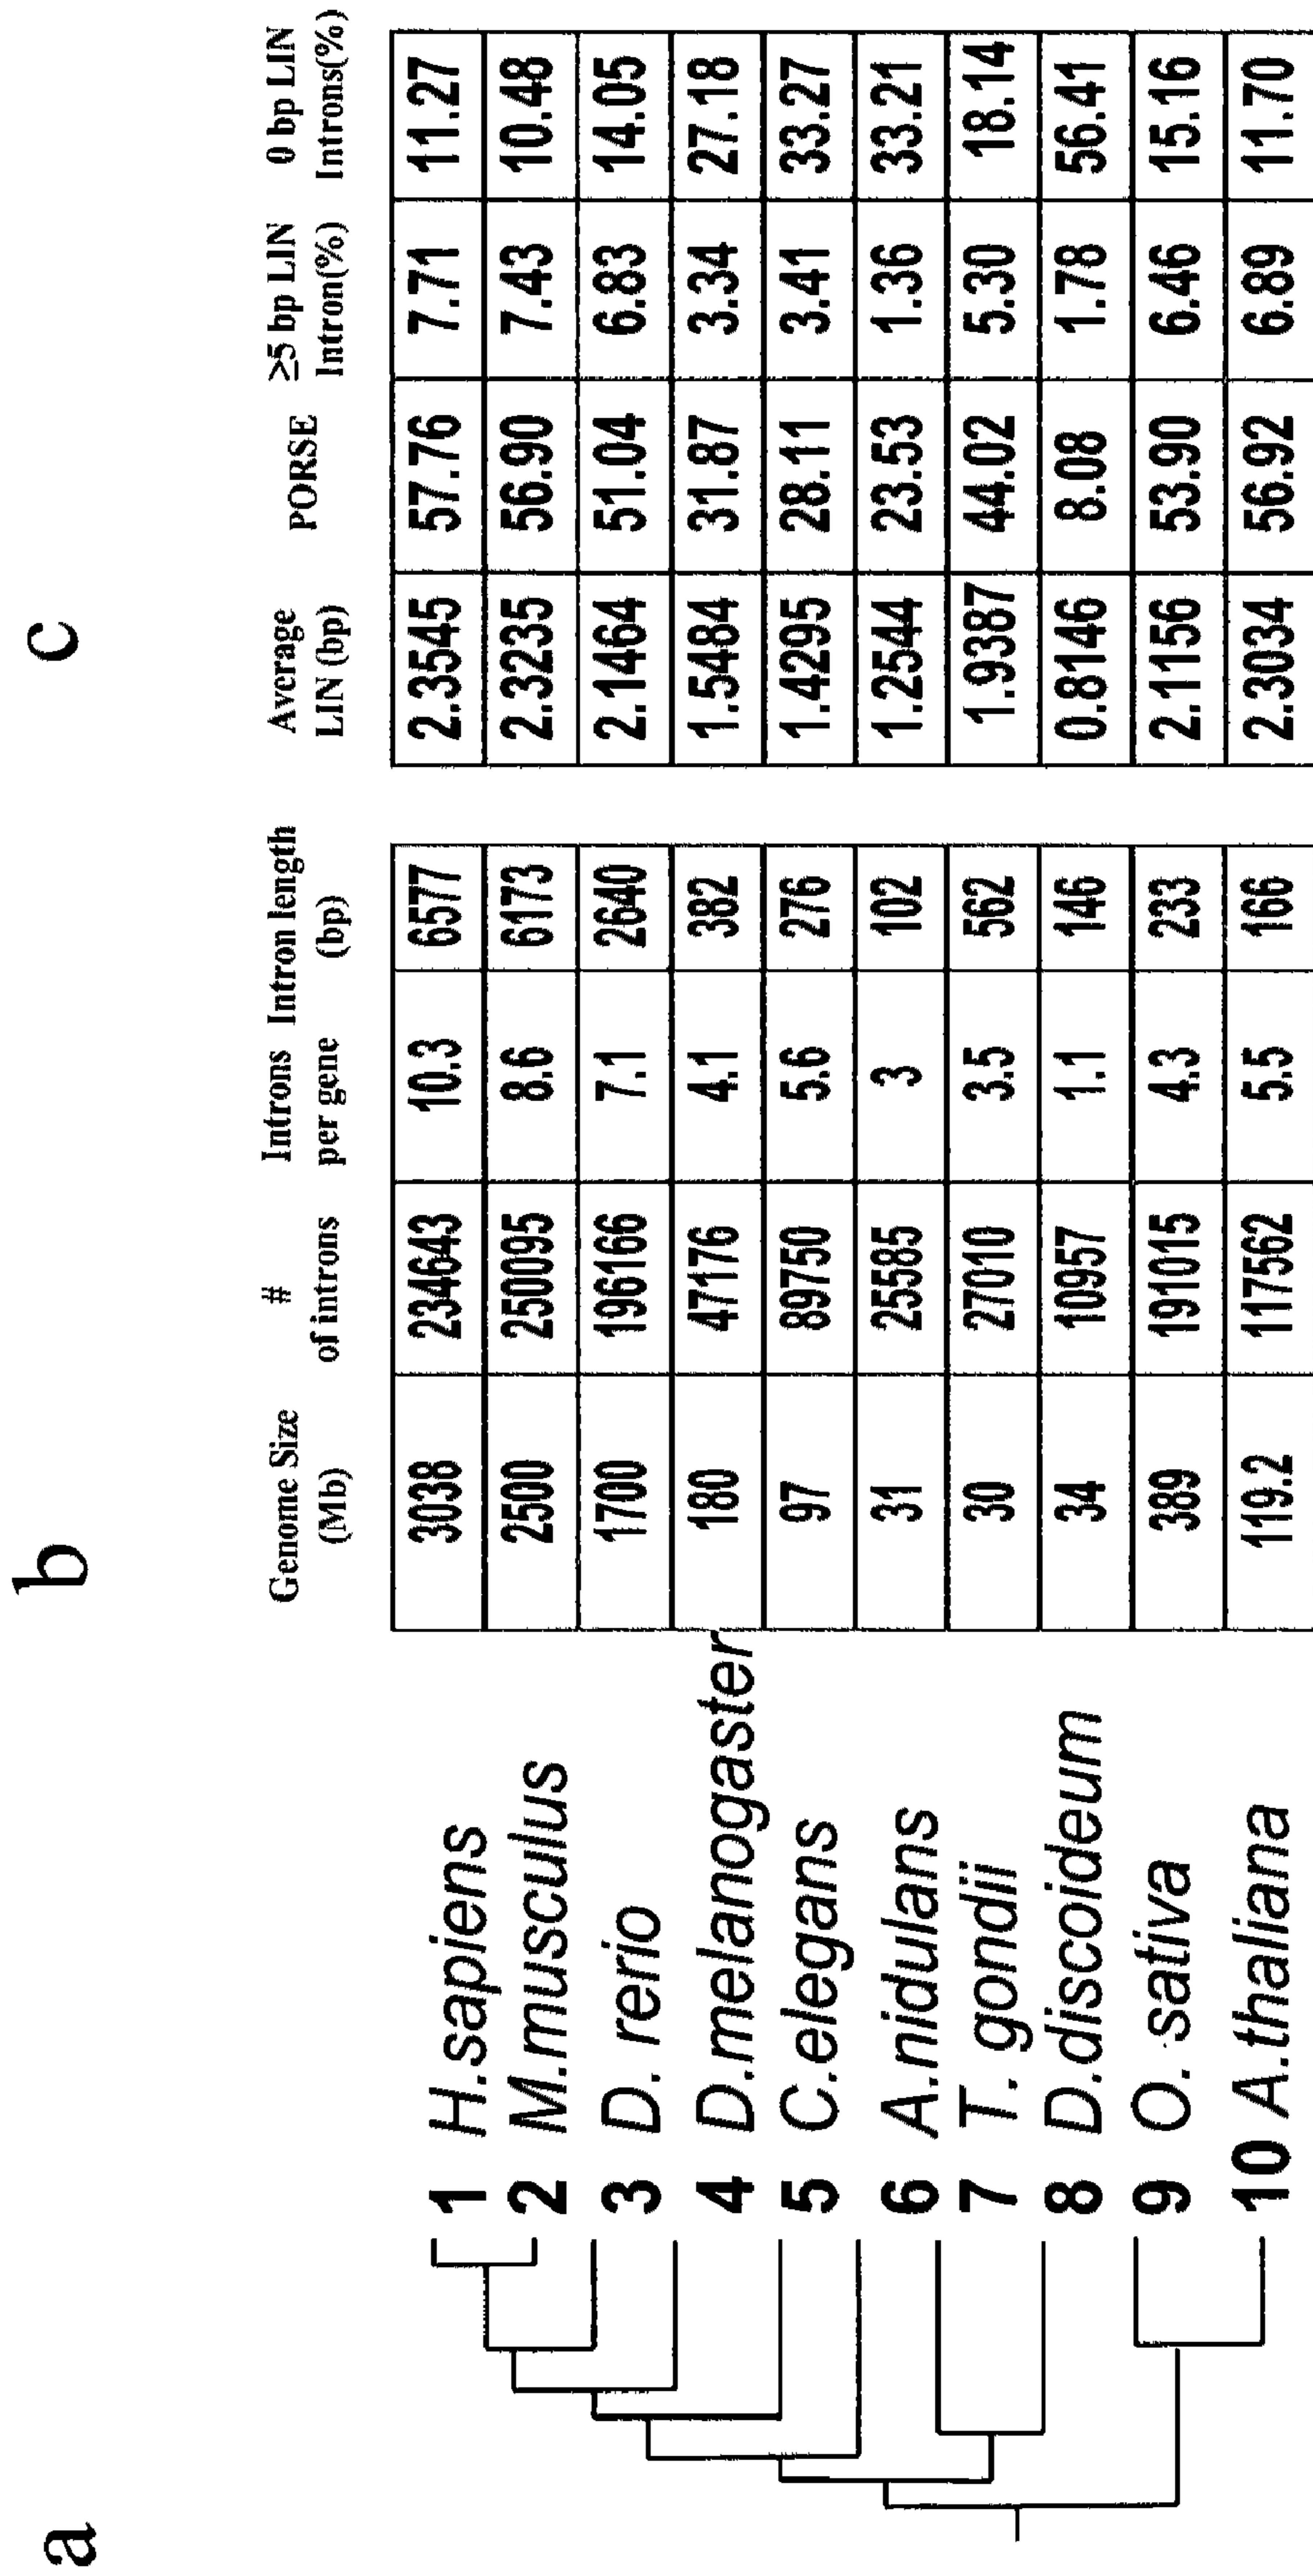 a b c
Genome Size # Introns Intron length Average PORSE ≥5 bp LIN 0 bp LIN
(Mb) of introns per gene (bp) LIN (bp) Intron(%) Introns(%)
1 H.sapiens 3038 234643 10.3 6577 2.3545 57.76 7.71 11.27
2 M.musculus 2500 250095 8.6 6173 2.3235 56.90 7.43 10.48
3 D. rerio 1700 196166 7.1 2640 2.1464 51.04 6.83 14.05
4 D.melanogaster 180 47176 4.1 382 1.5484 31.87 3.34 27.18
5 C.elegans 97 89750 5.6 276 1.4295 28.11 3.41 33.27
6 A.nidulans 31 25585 3 102 1.2544 23.53 1.36 33.21
7 T. gondii 30 27010 3.5 562 1.9387 44.02 5.30 18.14
8 D.discoideum 34 10957 1.1 146 0.8146 8.08 1.78 56.41
9 O. sativa 389 191015 4.3 233 2.1156 53.90 6.46 15.16
10 A.thaliana 119.2 117562 5.5 166 2.3034 56.92 6.89 11.70